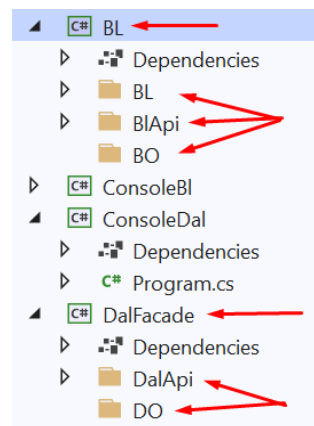 C# BL
Dependencies
BL
BlApi
BO
C# ConsoleBl
C# ConsoleDal
Dependencies
C# Program.cs
C# DalFacade
Dependencies
DalApi
DO